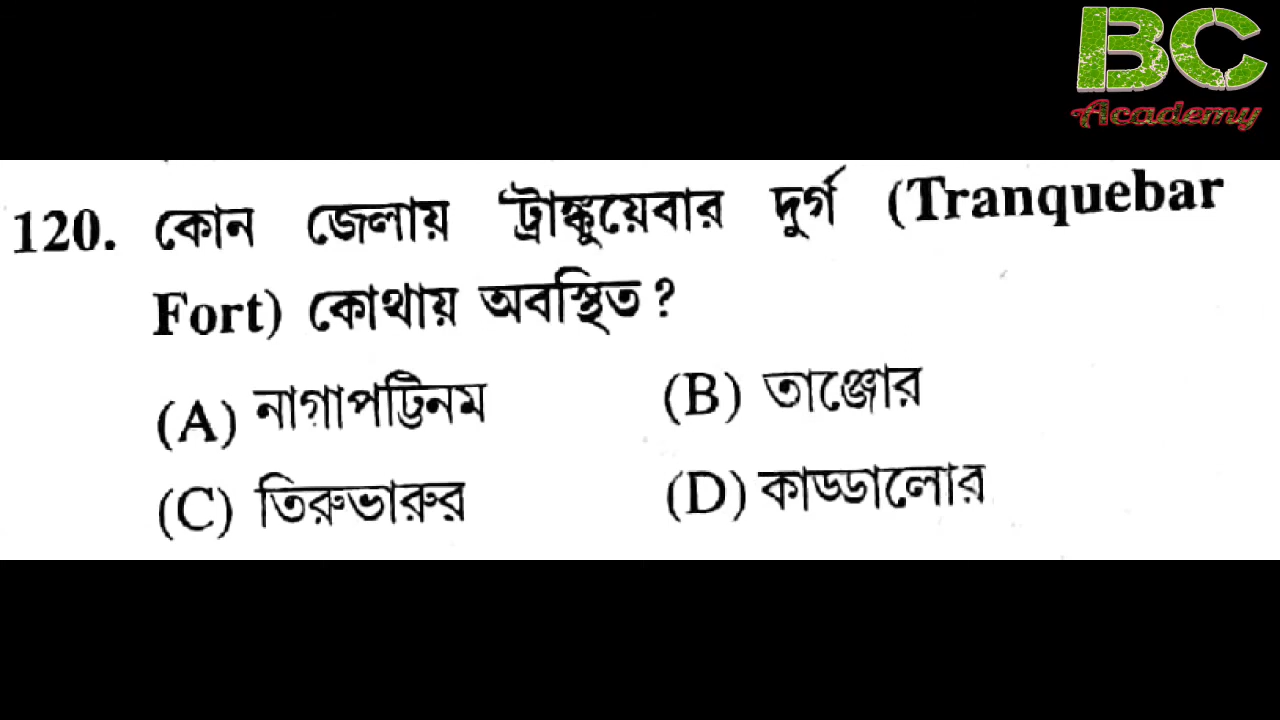 BC
Academy
120. কোন জেলায় ট্রাঙ্কুয়েবার দুর্গ (Tranquebar
Fort) কোথায় অবস্থিত ?
(A) নাগাপট্টিনম (B) তাঞ্জোর
(C) তিরুভারুর (D) কাড্ডালোর